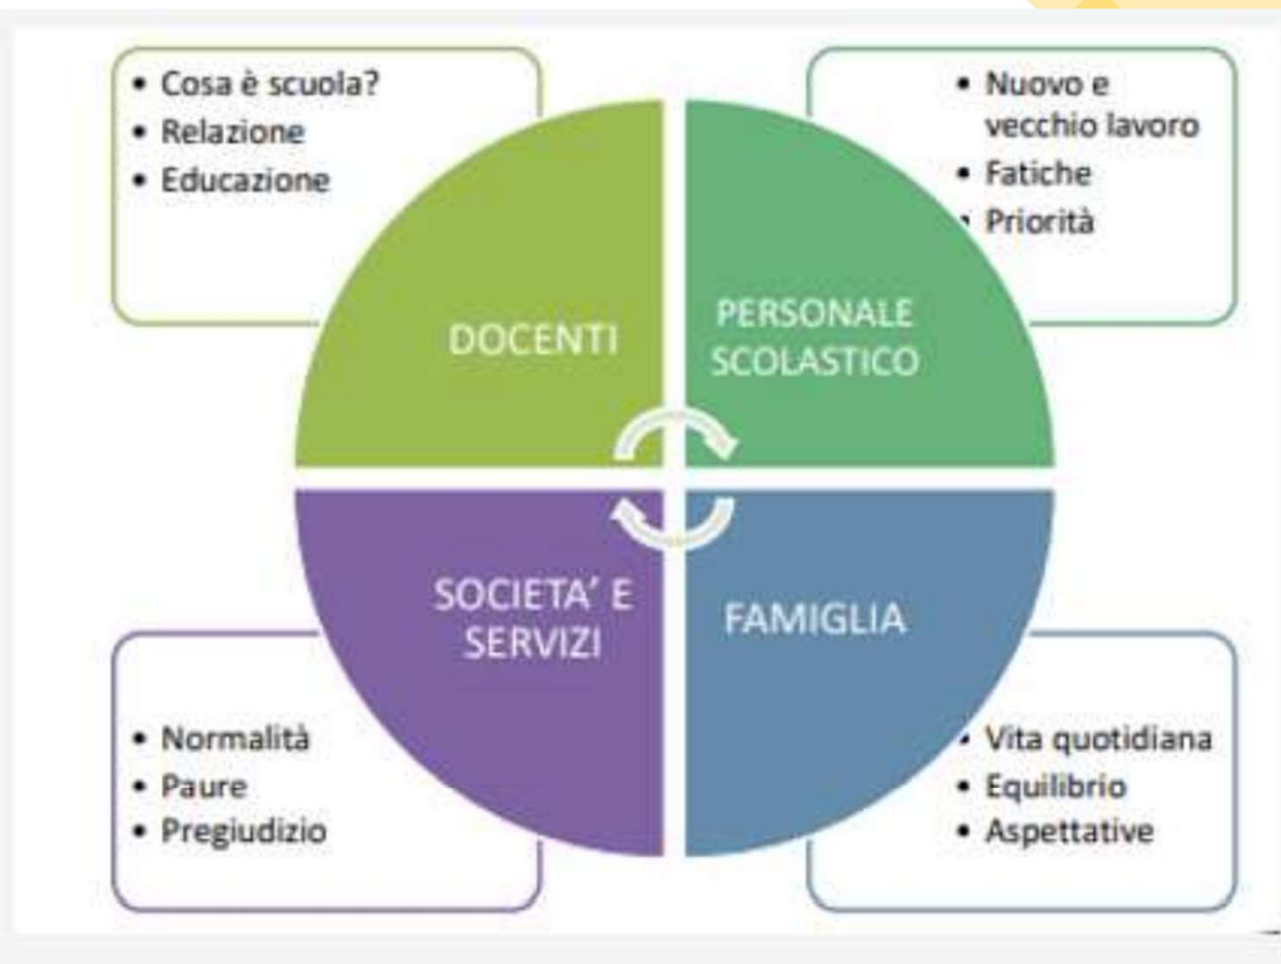 • Cosa è scuola?
• Relazione
• Educazione
• Nuovo e
vecchio lavoro
• Fatiche
• Priorità
DOCENTI
PERSONALE
SCOLASTICO
SOCIETA’ E
SERVIZI
FAMIGLIA
• Normalità
• Paure
• Pregiudizio
• Vita quotidiana
• Equilibrio
• Aspettative